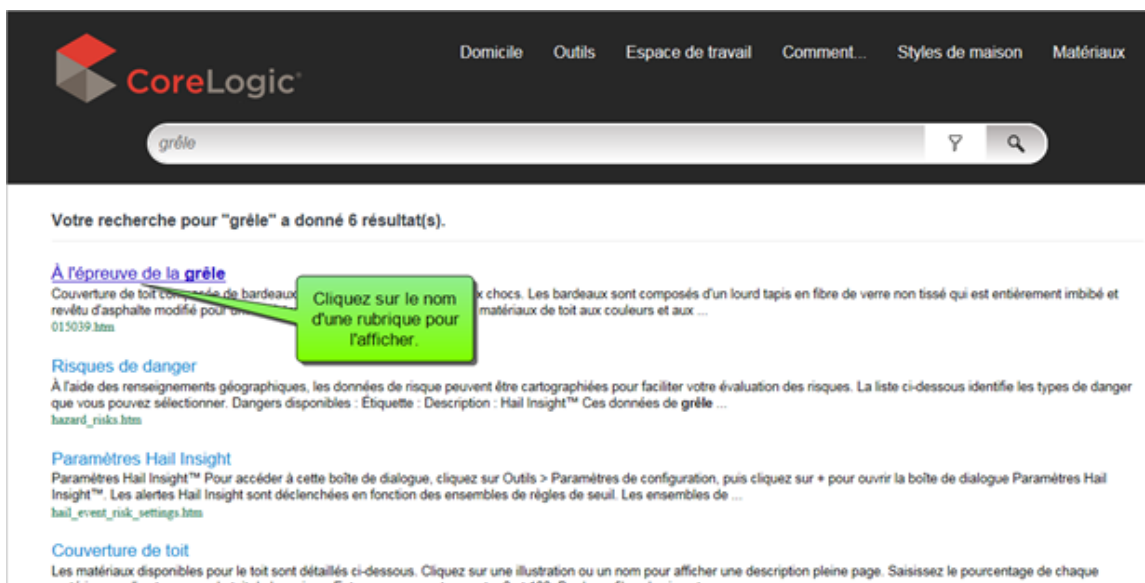 Domicile Outils Espace de travail Comment... Styles de maison Matériaux
CoreLogic
grêle
Votre recherche pour "grêle" a donné 6 résultat(s).
À l'épreuve de la grêle
Couverture de toit composée de bardeaux x chocs. Les bardeaux sont composés d'un lourd tapis en fibre de verre non tissé qui est entièrement imbibé et
revêtu d'asphalte modifié pour matériaux de toit aux couleurs et aux ...
015039.htm
Cliquez sur le nom
d'une rubrique pour
l'afficher.
Risques de danger
À l'aide des renseignements géographiques, les données de risque peuvent être cartographiées pour faciliter votre évaluation des risques. La liste ci-dessous identifie les types de danger
que vous pouvez sélectionner. Dangers disponibles : Étiquette : Description : Hail Insight™ Ces données de grêle ...
hazard_risks.htm
Paramètres Hail Insight
Paramètres Hail Insight™ Pour accéder à cette boîte de dialogue, cliquez sur Outils > Paramètres de configuration, puis cliquez sur + pour ouvrir la boîte de dialogue Paramètres Hail
Insight™. Les alertes Hail Insight sont déclenchées en fonction des ensembles de règles de seuil. Les ensembles de ...
hail_event_risk_settings.htm
Couverture de toit
Les matériaux disponibles pour le toit sont détaillés ci-dessous. Cliquez sur une illustration ou un nom pour afficher une description pleine page. Saisissez le pourcentage de chaque